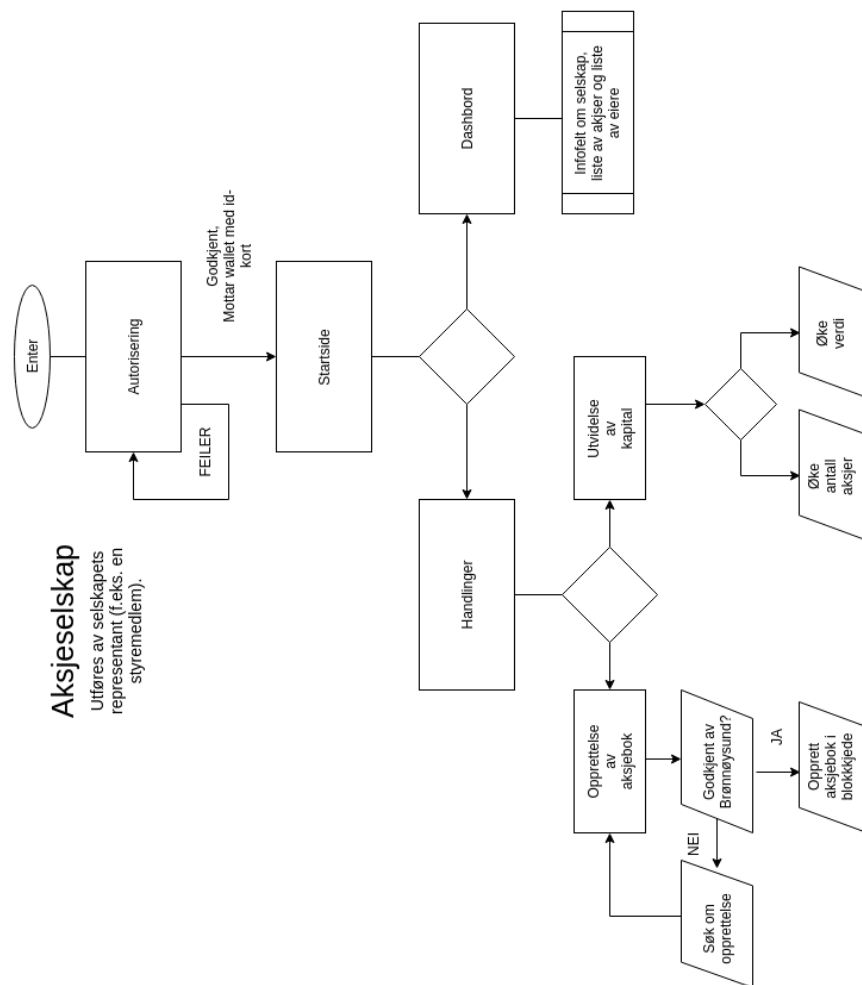 Aksjeselskap
Utføres av selskapets
representant (f.eks. en
styremedlem).
Enter
Autorisering
FEILER
Godkjent,
Mottar wallet med id-
kort
Startside
Dashbord
Infofelt om selskap,
liste av akjser og liste
av eiere
Handlinger
Opprettelse
av
aksjebok
Utvidelse
av
kapital
Godkjent av
Brønnøysund?
NEI
JA
Søk om
opprettelse
Opprett
aksjebok i
blokkkjede
Øke
antall
aksjer
Øke
verdi